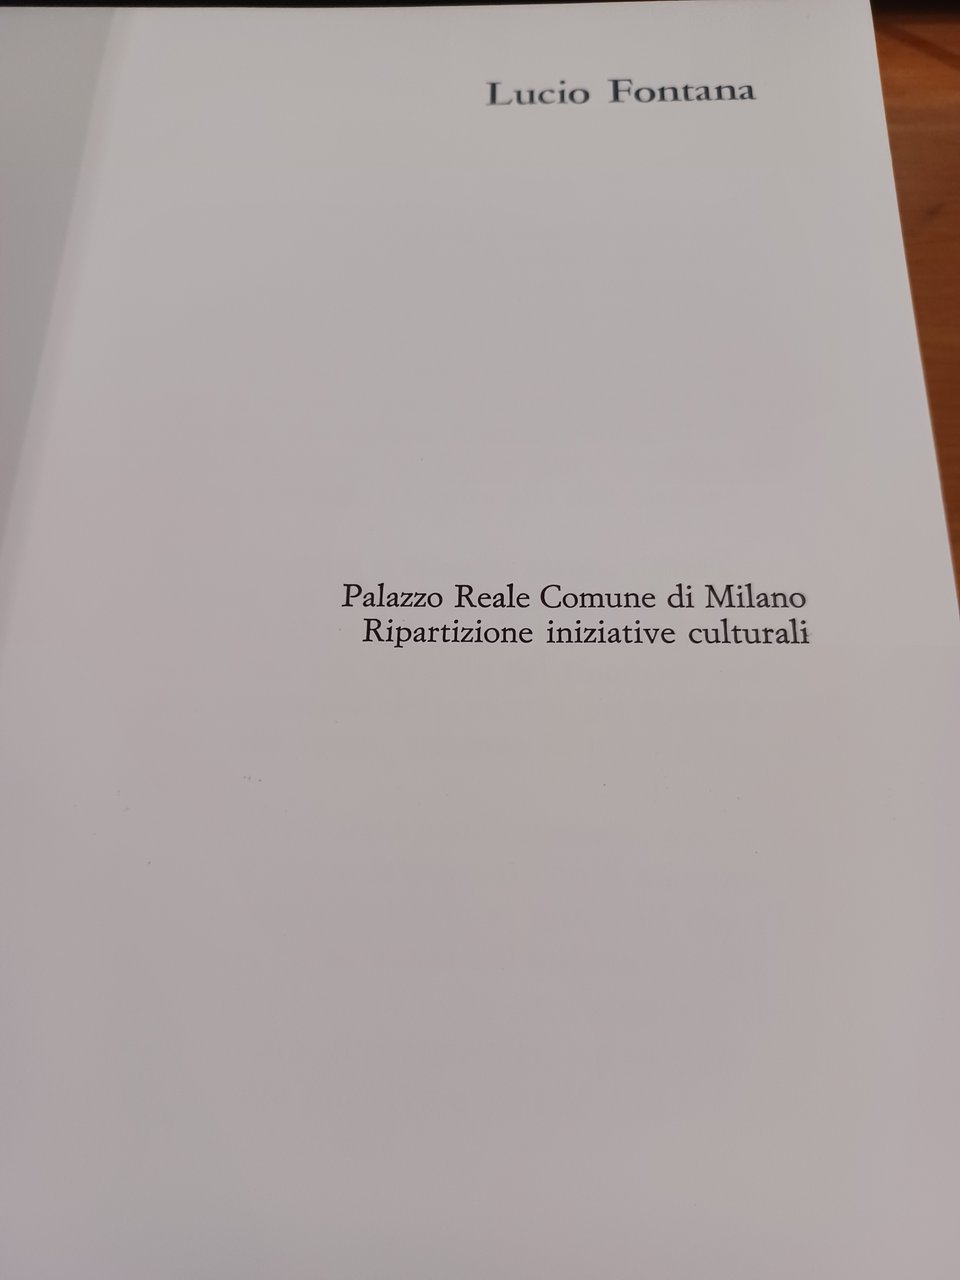 Lucio Fontana
Palazzo Reale Comune di Milano
Ripartizione iniziative culturali